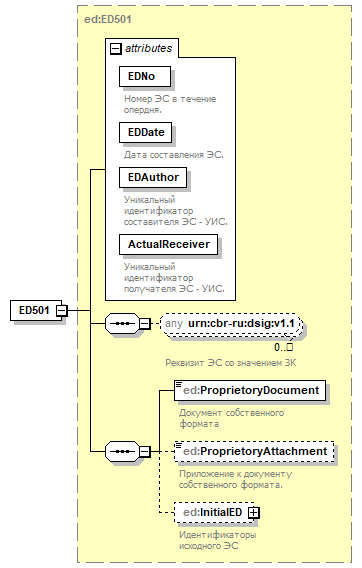 ed:ED501
attributes
EDNo
Номер ЭС в течение
опердня.
EDDate
Дата составления ЭС.
EDAuthor
Уникальный
идентификатор
составителя ЭС - УИС.
ActualReceiver
Уникальный
идентификатор
получателя ЭС - УИС.
ED501
any urn:cbr-ru:dsig:v1.1
0..□
Реквизит ЭС со значением ЗК
ed:ProprietoryDocument
Документ собственного
формата
ed:ProprietoryAttachment
Приложение к документу
собственного формата.
ed:InitialED
Идентификаторы
исходного ЭС